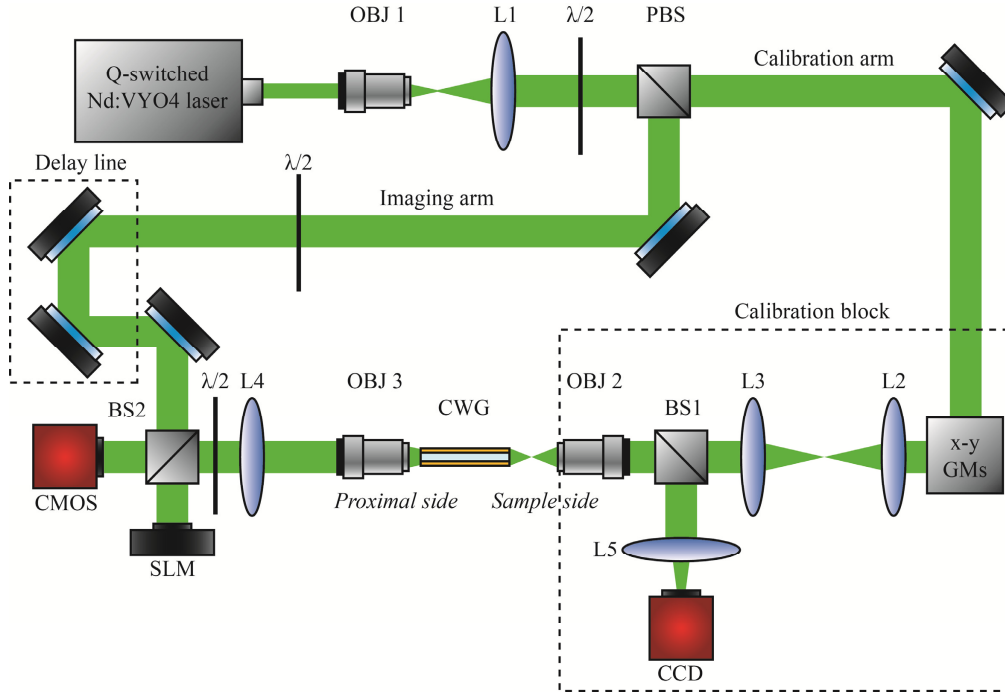 OBJ 1
L1
λ/2
PBS
Q-switched
Nd:VYO4 laser
Calibration arm
Delay line
λ/2
Imaging arm
Calibration block
BS2
λ/2
L4
OBJ 3
CWG
OBJ 2
BS1
L3
L2
x-y
GMs
CMOS
Proximal side
Sample side
SLM
L5
CCD